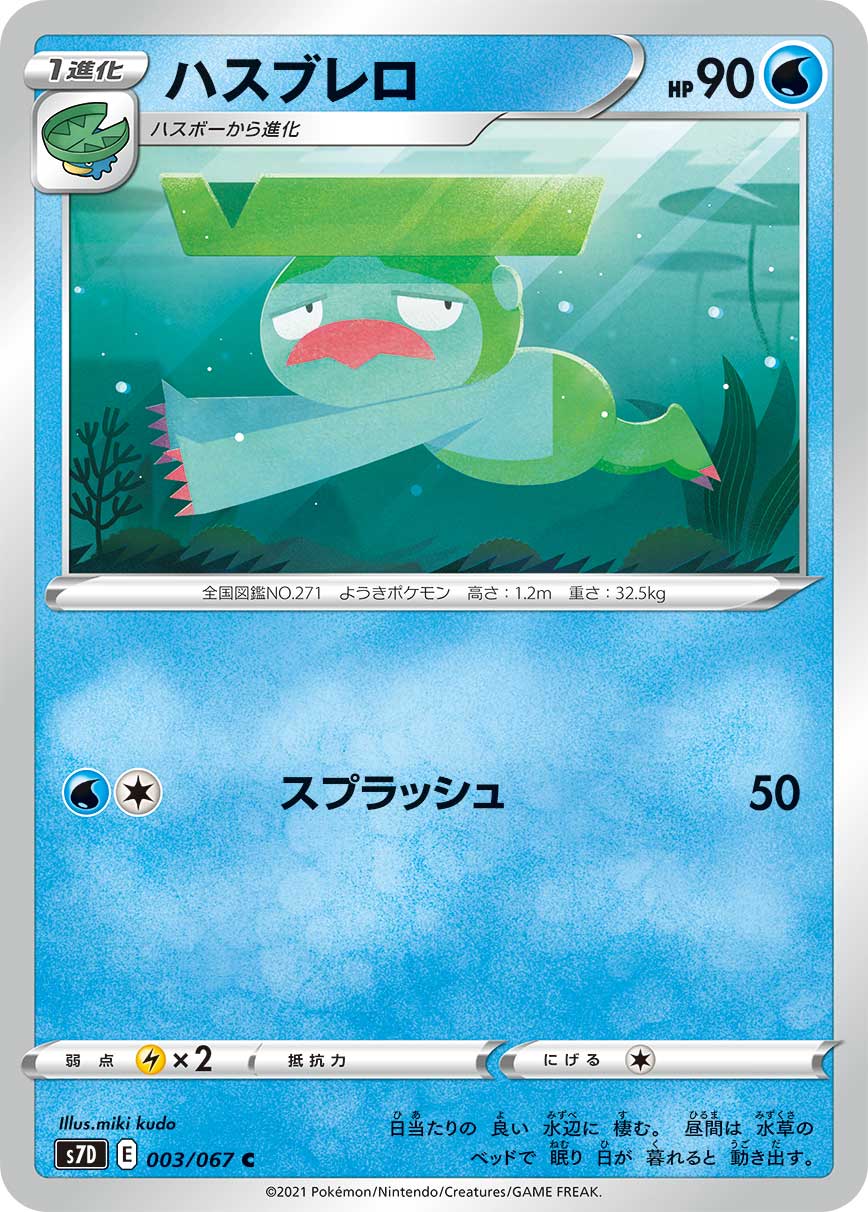 1進化
ハスブレロ
HP90
ハスボーから進化
全国図鑑NO.271 ようきポケモン 高さ：1.2m 重さ：32.5kg
スプラッシュ 50
弱点 ×2 抵抗力 にげる
Illus.miki kudo
日当たりの 良い 水辺に 棲む。 昼間は 水草の
ベッドで 眠り 日が 暮れると 動き出す。
s7D E 003/067 C
©2021 Pokémon/Nintendo/Creatures/GAME FREAK.